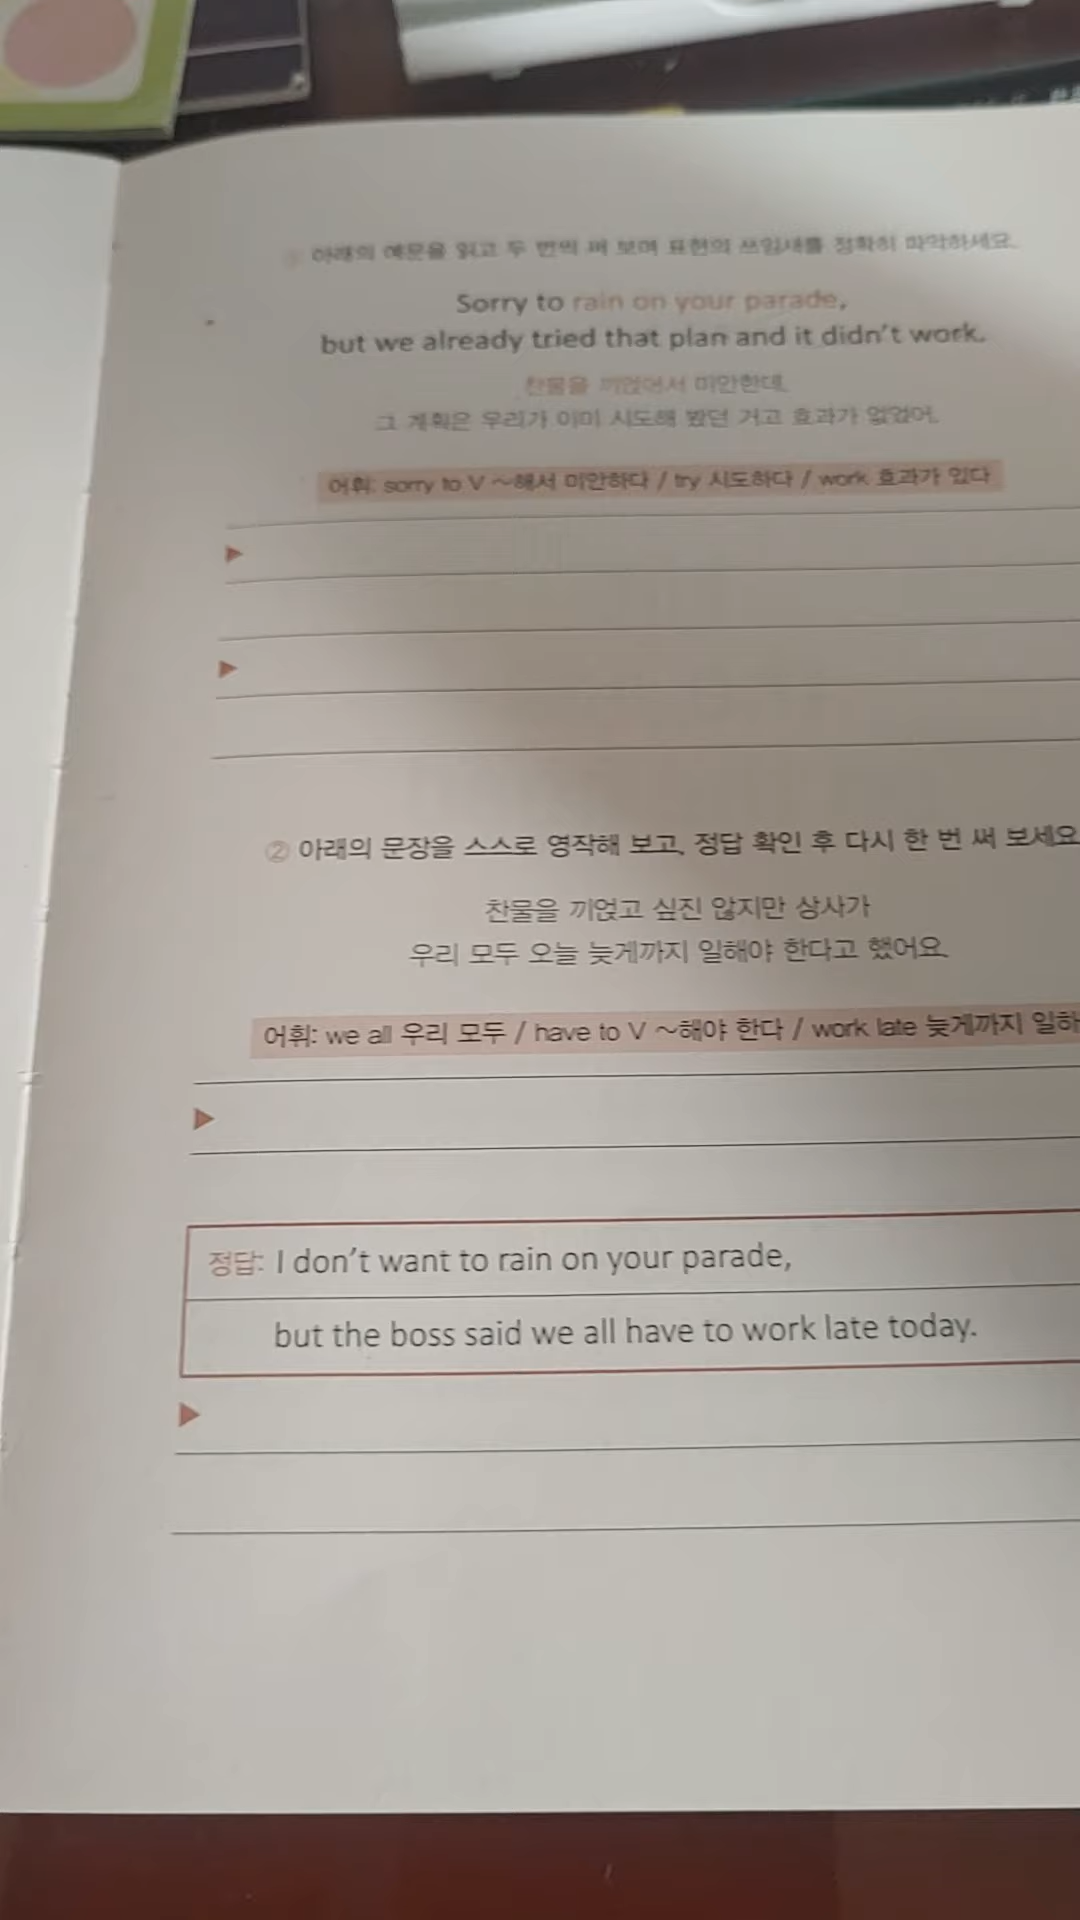 ① 아래의 예문을 읽고 두 번씩 써 보며 표현의 쓰임새를 정확히 파악하세요.
Sorry to rain on your parade,
but we already tried that plan and it didn't work.
찬물을 끼얹어서 미안한데,
그 계획은 우리가 이미 시도해 봤던 거고 효과가 없었어.
어휘: sorry to V ~해서 미안하다 / try 시도하다 / work 효과가 있다
② 아래의 문장을 스스로 영작해 보고, 정답 확인 후 다시 한 번 써 보세요
찬물을 끼얹고 싶진 않지만 상사가
우리 모두 오늘 늦게까지 일해야 한다고 했어요.
어휘: we all 우리 모두 / have to V ~해야 한다 / work late 늦게까지 일하
정답: I don't want to rain on your parade,
but the boss said we all have to work late today.